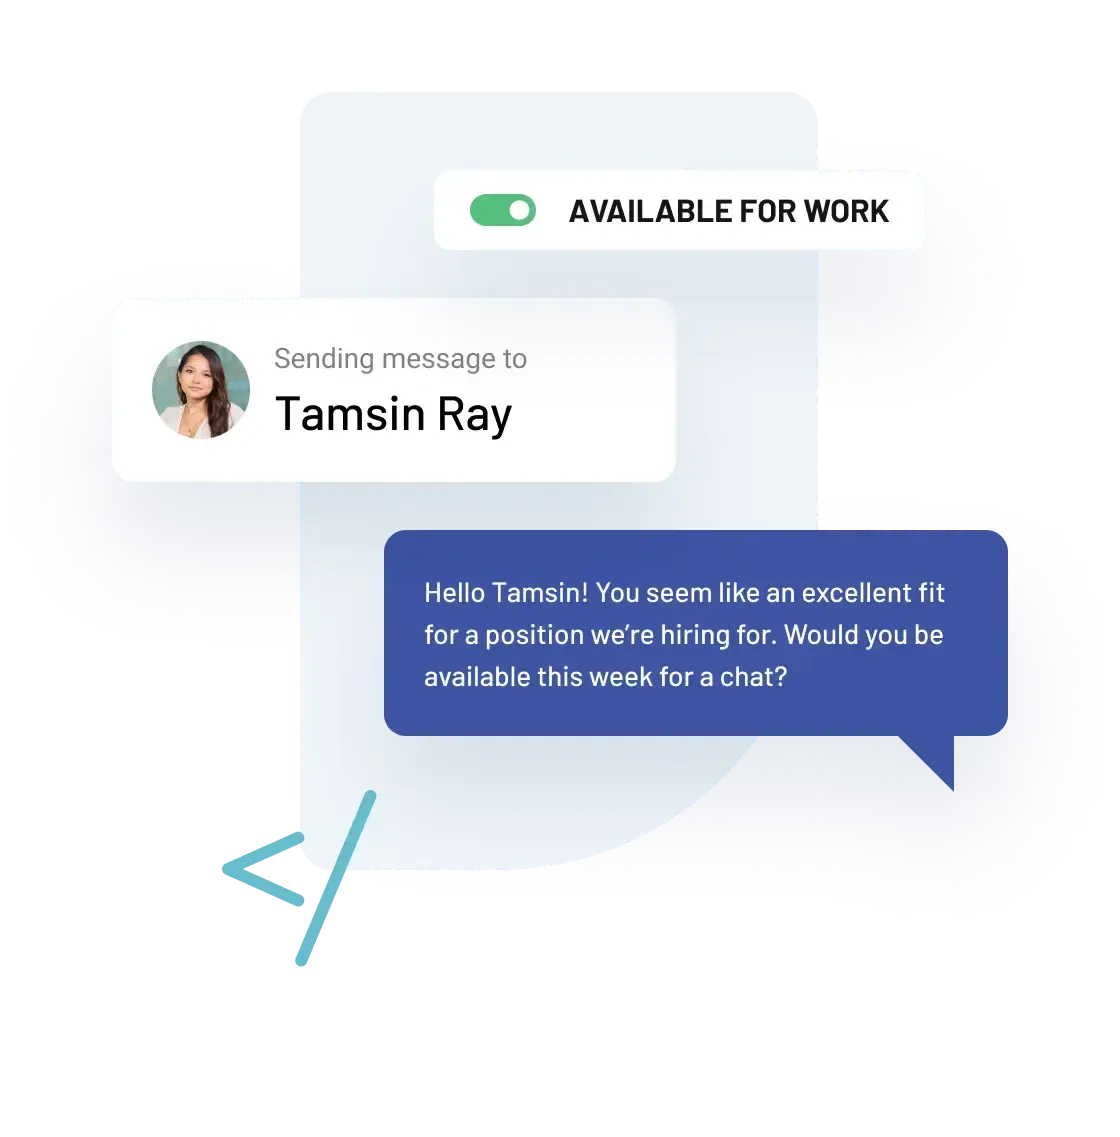 AVAILABLE FOR WORK
Sending message to
Tamsin Ray
Hello Tamsin! You seem like an excellent fit
for a position we’re hiring for. Would you be
available this week for a chat?